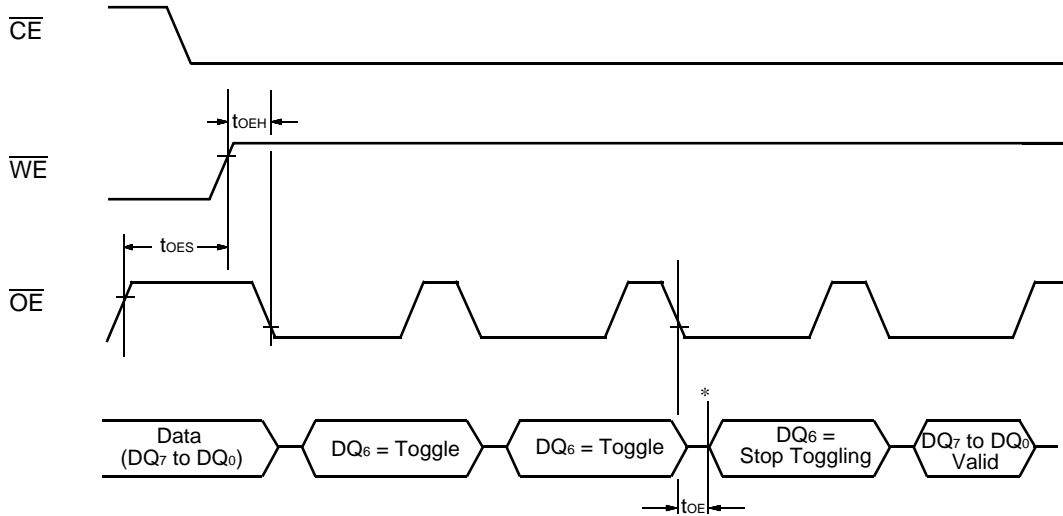 CE
tOEH
WE
tOES
OE
*
Data
(DQ7 to DQ0)
DQ6 = Toggle
DQ6 = Toggle
DQ6 =
Stop Toggling
DQ7 to DQ0
Valid
tOE